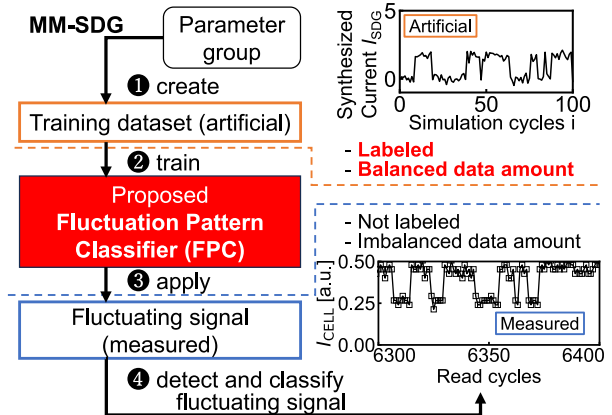 MM-SDG
Parameter
group
❶ create
Training dataset (artificial)
❷ train
Proposed
Fluctuation Pattern
Classifier (FPC)
❸ apply
Fluctuating signal
(measured)
❹ detect and classify
fluctuating signal
Synthesized
Current I_SDG
5
0
Artificial
0
50
100
Simulation cycles i
- Labeled
- Balanced data amount
- Not labeled
- Imbalanced data amount
I_CELL [a.u.]
0.50
0.25
0.00
Measured
6300
6350
6400
Read cycles